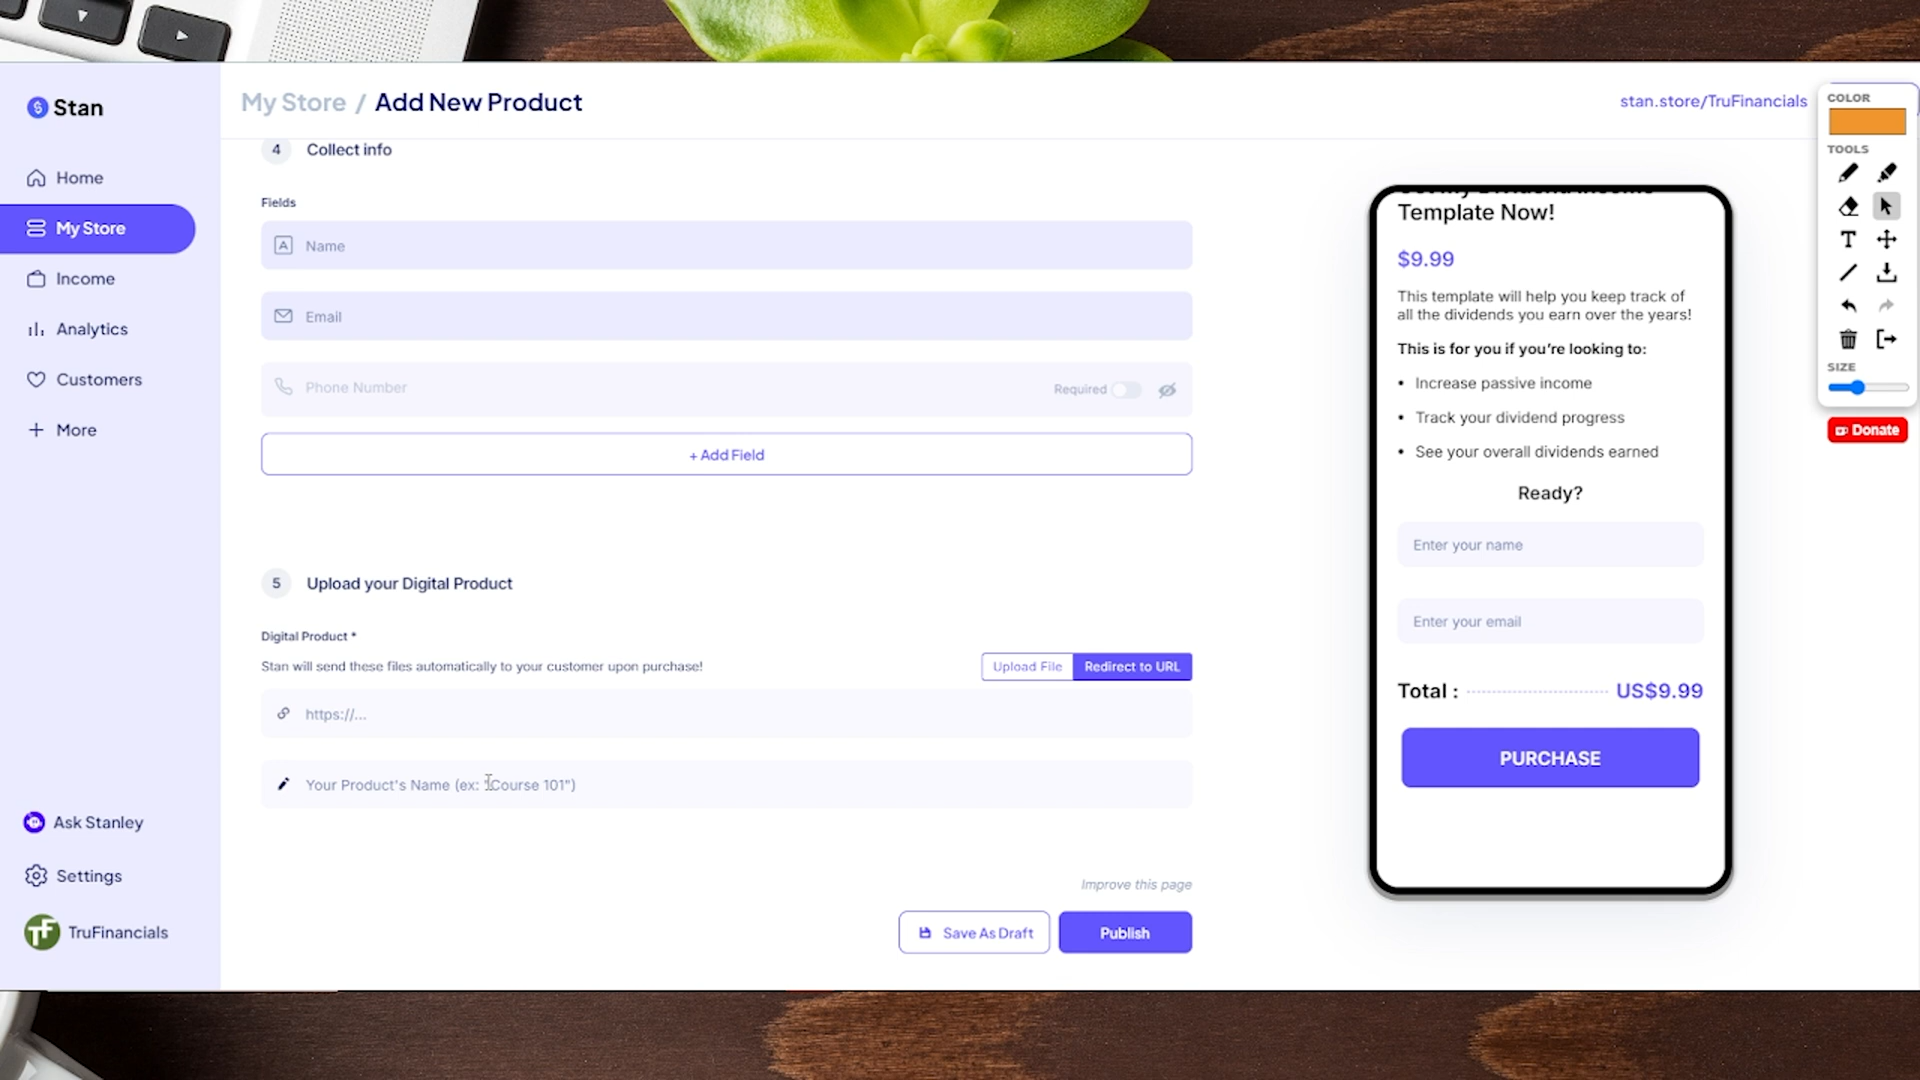 Stan
Home
My Store
Income
Analytics
Customers
More
Ask Stanley
Settings
TF TruFinancials
My Store / Add New Product
stan.store/TruFinancials
4 Collect info
Fields
Name
Email
Phone Number
Required
+ Add Field
5 Upload your Digital Product
Digital Product *
Stan will send these files automatically to your customer upon purchase!
Upload File
Redirect to URL
https://...
Your Product's Name (ex: "Course 101")
Improve this page
Save As Draft
Publish
Template Now!
$9.99
This template will help you keep track of
all the dividends you earn over the years!
This is for you if you're looking to:
• Increase passive income
• Track your dividend progress
• See your overall dividends earned
Ready?
Enter your name
Enter your email
Total : US$9.99
PURCHASE
COLOR
TOOLS
T
SIZE
Donate